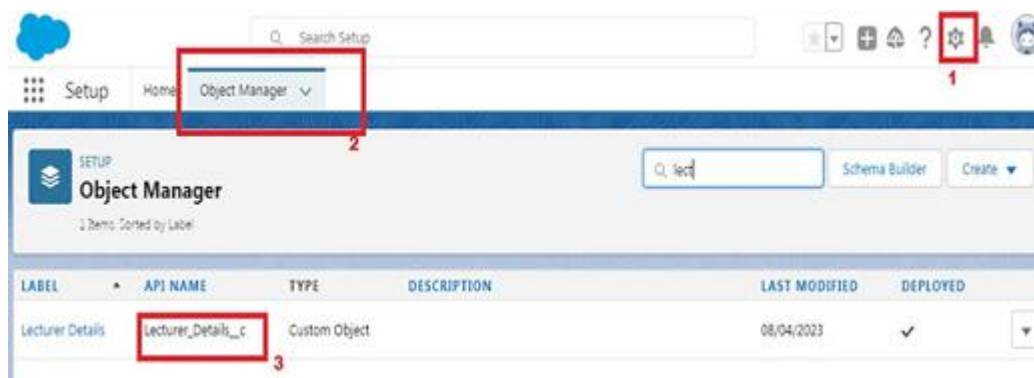 Search Setup
?
1
Setup Home Object Manager
2
SETUP
Object Manager
1 Items. Sorted by Label
lect
Schema Builder
Create
LABEL API NAME TYPE DESCRIPTION LAST MODIFIED DEPLOYED
Lecturer Details Lecturer_Details__c Custom Object 08/04/2023
3